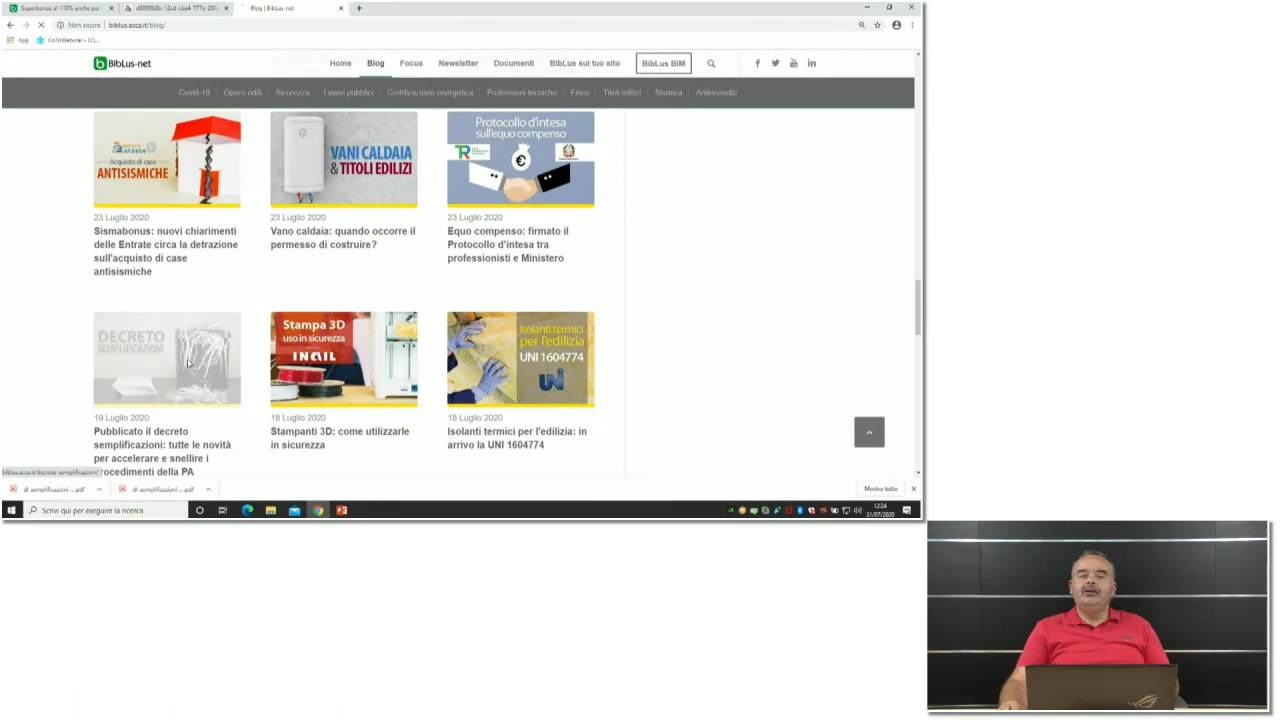 Superbonus al 110% anche per
Blog | BibLus-net
Non sicuro | biblus.acca.it/blog/
App
BibLus-net
Home Blog Focus Newsletter Documenti BibLus sul tuo sito BibLus BIM
Covid-19 Opere edili Sicurezza Lavori pubblici Certificazione energetica Professioni tecniche Fisco Titoli edilizi Sismica Antincendio
Acquisto di case
ANTISISMICHE
VANI CALDAIA
& TITOLI EDILIZI
Protocollo d'intesa
sull'equo compenso
23 Luglio 2020
Sismabonus: nuovi chiarimenti
delle Entrate circa la detrazione
sull'acquisto di case
antisismiche
23 Luglio 2020
Vano caldaia: quando occorre il
permesso di costruire?
23 Luglio 2020
Equo compenso: firmato il
Protocollo d'intesa tra
professionisti e Ministero
DECRETO
SEMPLIFICAZIONI
Stampa 3D
uso in sicurezza
INAIL
Isolanti termici
per l'edilizia
UNI 1604774
UNI
19 Luglio 2020
Pubblicato il decreto
semplificazioni: tutte le novità
per accelerare e snellire i
rocedimenti della PA
18 Luglio 2020
Stampanti 3D: come utilizzarle
in sicurezza
18 Luglio 2020
Isolanti termici per l'edilizia: in
arrivo la UNI 1604774
biblus.acca.it/decreto-semplificazioni/
dl-semplificazioni ....pdf
dl-semplificazioni ....pdf
Mostra tutto
Scrivi qui per eseguire la ricerca
12:24
31/07/2020